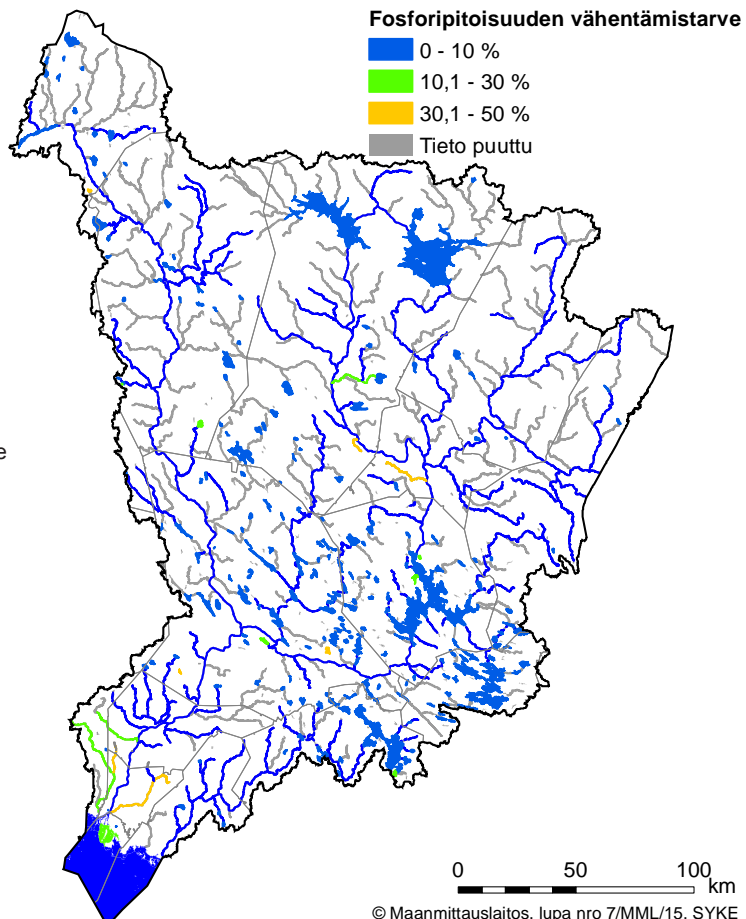 Fosforipitoisuuden vähentämistarve
0 - 10 %
10,1 - 30 %
30,1 - 50 %
Tieto puuttu
e
0 50 100
km
© Maanmittauslaitos, lupa nro 7/MML/15, SYKE